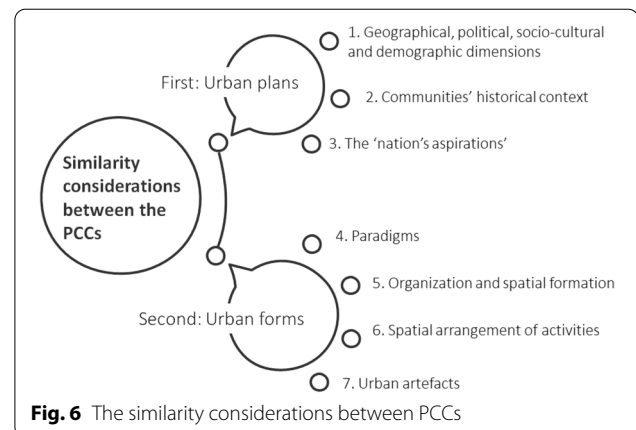 1. Geographical, political, socio-cultural
and demographic dimensions
First: Urban plans
2. Communities' historical context
3. The 'nation's aspirations'
Similarity
considerations
between the
PCCs
4. Paradigms
5. Organization and spatial formation
Second: Urban forms
6. Spatial arrangement of activities
7. Urban artefacts
Fig. 6 The similarity considerations between PCCs